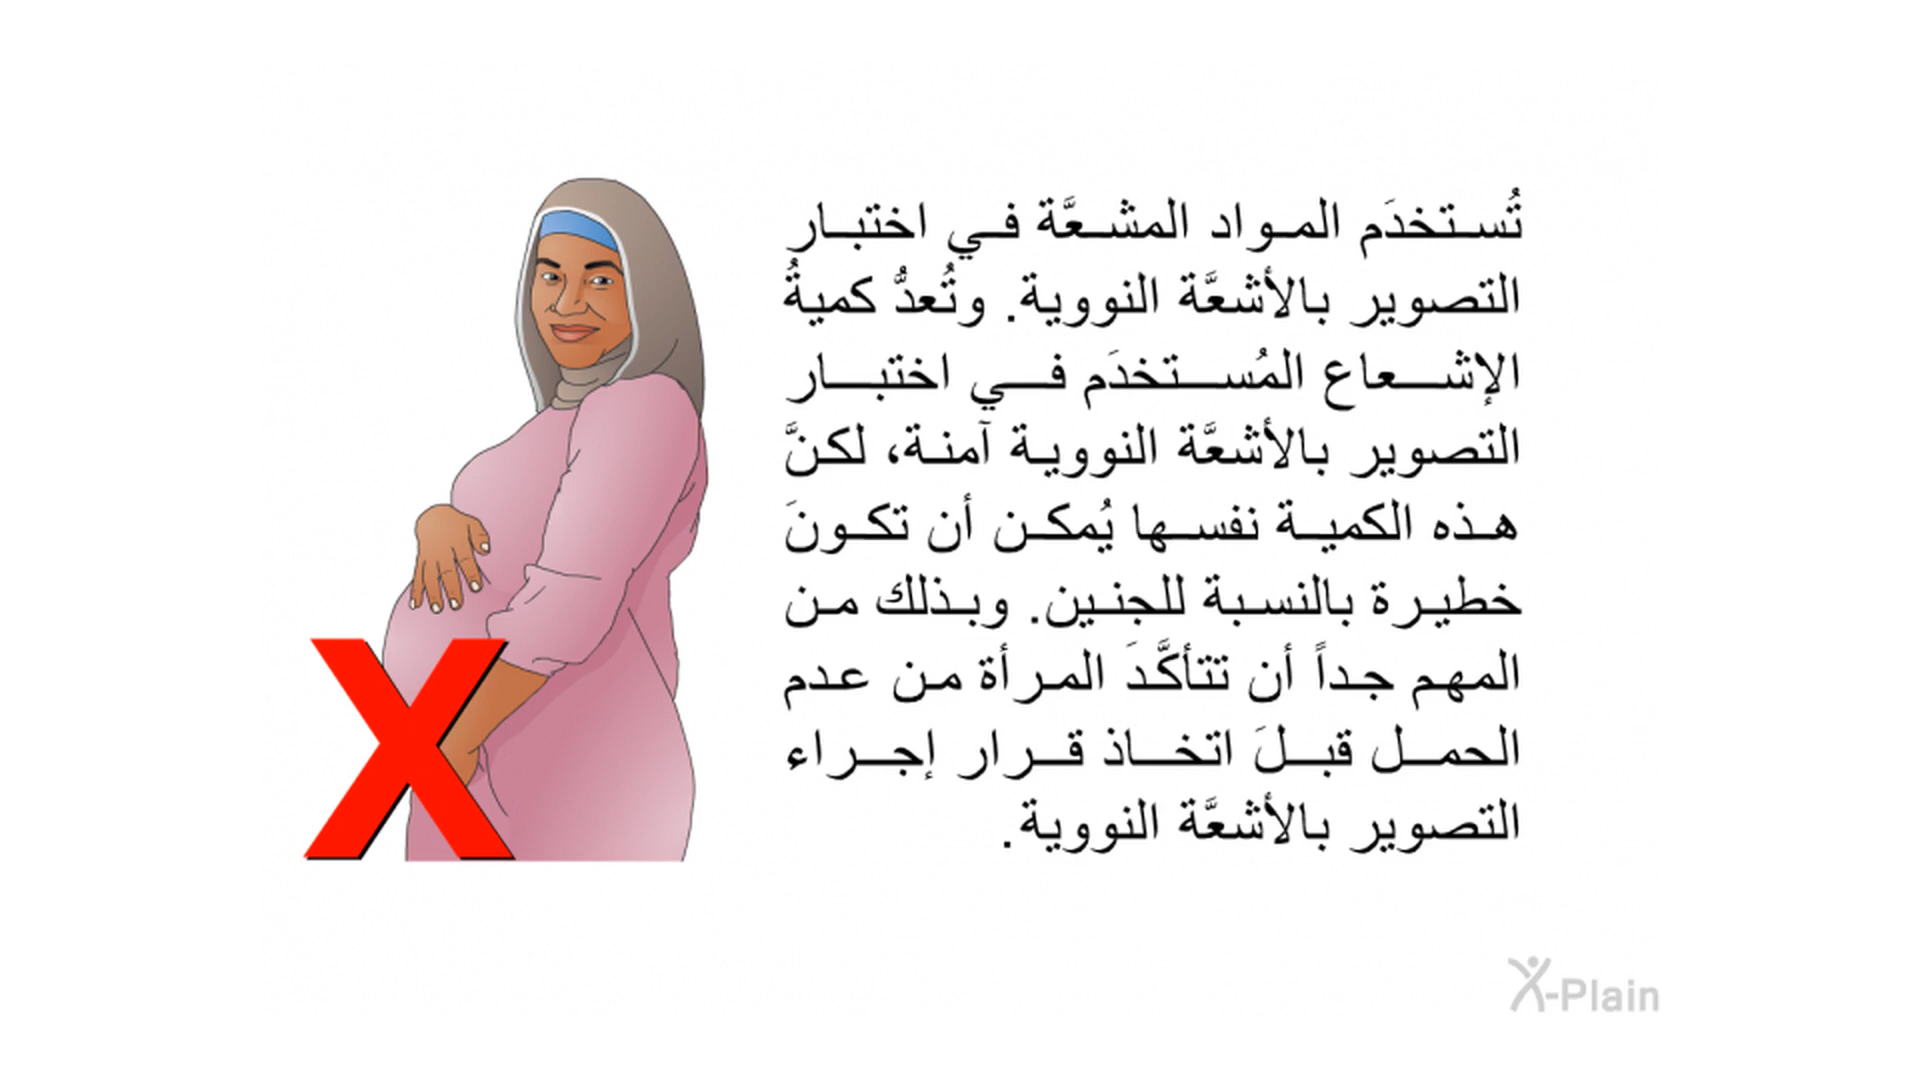 تُستخدَم المواد المشعَّة في اختبار
التصوير بالأشعَّة النووية. وتُعدُّ كميةُ
الإشعاع المُستخدَم في اختبار
التصوير بالأشعَّة النووية آمنة، لكنَّ
هذه الكمية نفسها يُمكن أن تكونَ
خطيرة بالنسبة للجنين. وبذلك من
المهم جداً أن تتأكَّدَ المرأة من عدم
الحمل قبلَ اتخاذ قرار إجراء
التصوير بالأشعَّة النووية.
X
X-Plain